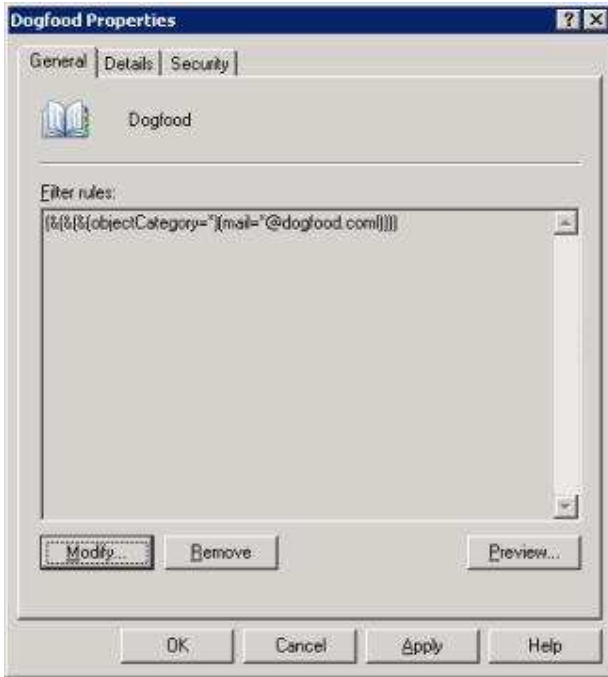 Dogfood Properties
General Details Security
Dogfood
Filter rules:
(&(&(&(objectCategory=*)(mail=*@dogfood.com))))
Modify... Remove Preview...
OK Cancel Apply Help